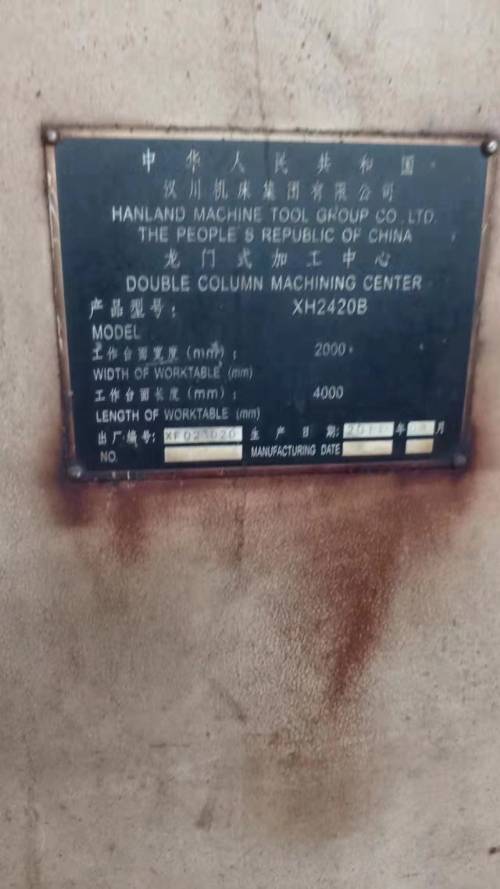 中华人民共和国
汉川机床集团有限公司
HANLAND MACHINE TOOL GROUP CO.,LTD.
THE PEOPLE'S REPUBLIC OF CHINA
龙门式加工中心
DOUBLE COLUMN MACHINING CENTER
产品型号： XH2420B
MODEL
工作台面宽度（mm）： 2000
WIDTH OF WORKTABLE (mm)
工作台面长度（mm）： 4000
LENGTH OF WORKTABLE (mm)
出厂编号: 生产日期: 年 月
NO. MANUFACTURING DATE